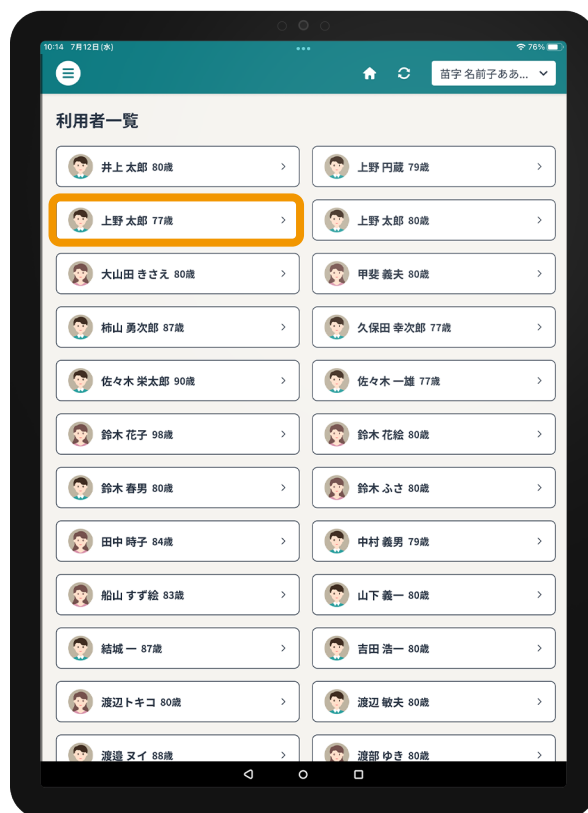 10:14 7月12日(水)
76%
苗字 名前子ああ...
利用者一覧
井上 太郎 80歳
上野 円蔵 79歳
上野 太郎 77歳
上野 太郎 80歳
大山田 きさえ 80歳
甲斐 義夫 80歳
柿山 勇次郎 87歳
久保田 幸次郎 77歳
佐々木 栄太郎 90歳
佐々木 一雄 77歳
鈴木 花子 98歳
鈴木 花絵 80歳
鈴木 春男 80歳
鈴木 ふさ 80歳
田中 時子 84歳
中村 義男 79歳
船山 すず絵 83歳
山下 義一 80歳
結城 一 87歳
吉田 浩一 80歳
渡辺トキコ 80歳
渡辺 敏夫 80歳
渡邉 ヌイ 88歳
渡部 ゆき 80歳